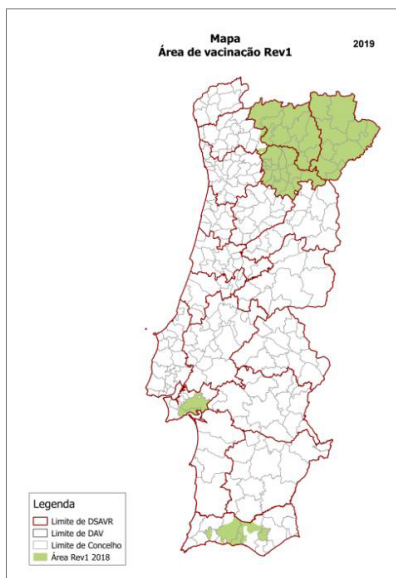 Mapa
Área de vacinação Rev1
2019
Legenda
Limite de DSAVR
Limite de DAV
Limite de Concelho
Área Rev1 2018